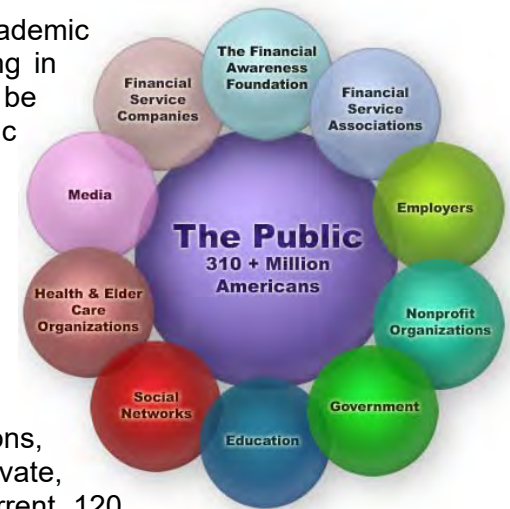 ademic
ng in
be
ic
ons,
vate,
rrent 120
The Financial
Awareness
Foundation
Financial
Service
Associations
Employers
Nonprofit
Organizations
Government
Education
Social
Networks
Health & Elder
Care
Organizations
Media
Financial
Service
Companies
The Public
310 + Million
Americans